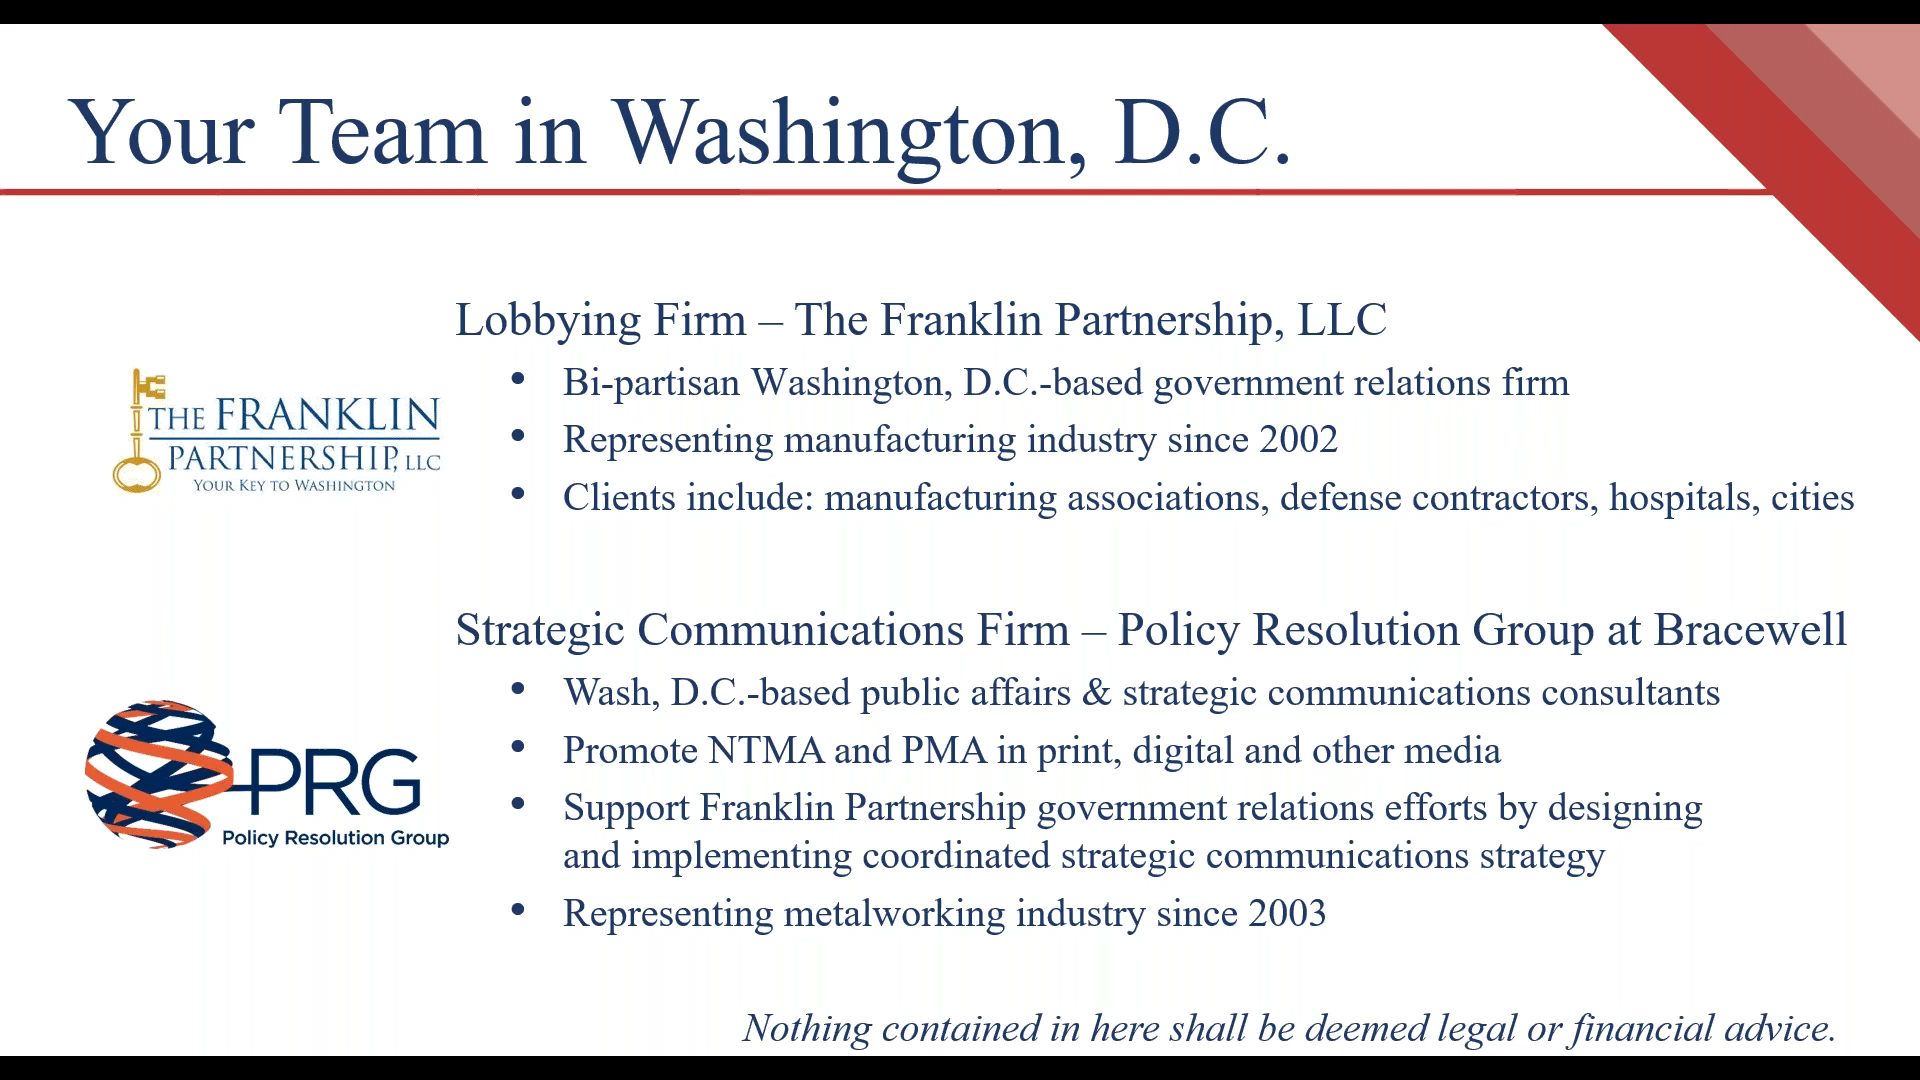 Your Team in Washington, D.C.
Lobbying Firm – The Franklin Partnership, LLC
• Bi-partisan Washington, D.C.-based government relations firm
• Representing manufacturing industry since 2002
• Clients include: manufacturing associations, defense contractors, hospitals, cities
THE FRANKLIN
PARTNERSHIP, LLC
YOUR KEY TO WASHINGTON
Strategic Communications Firm – Policy Resolution Group at Bracewell
• Wash, D.C.-based public affairs & strategic communications consultants
• Promote NTMA and PMA in print, digital and other media
• Support Franklin Partnership government relations efforts by designing
and implementing coordinated strategic communications strategy
• Representing metalworking industry since 2003
PRG
Policy Resolution Group
Nothing contained in here shall be deemed legal or financial advice.